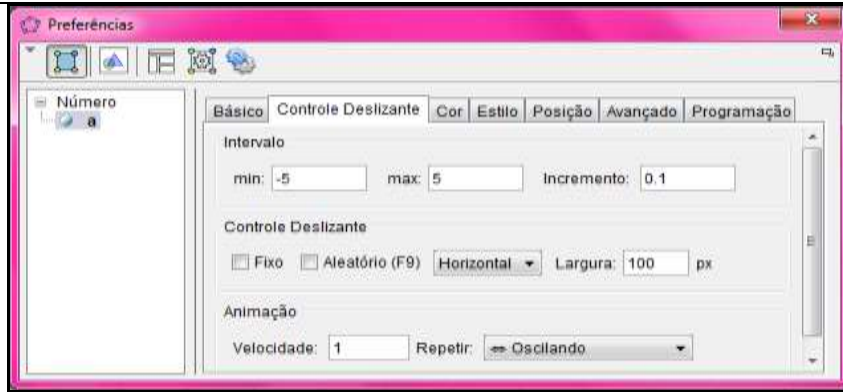 Preferências
Número
a
Básico Controle Deslizante Cor Estilo Posição Avançado Programação
Intervalo
min: -5 max: 5 Incremento: 0.1
Controle Deslizante
Fixo Aleatório (F9) Horizontal Largura: 100 px
Animação
Velocidade: 1 Repetir: ⇔ Oscilando